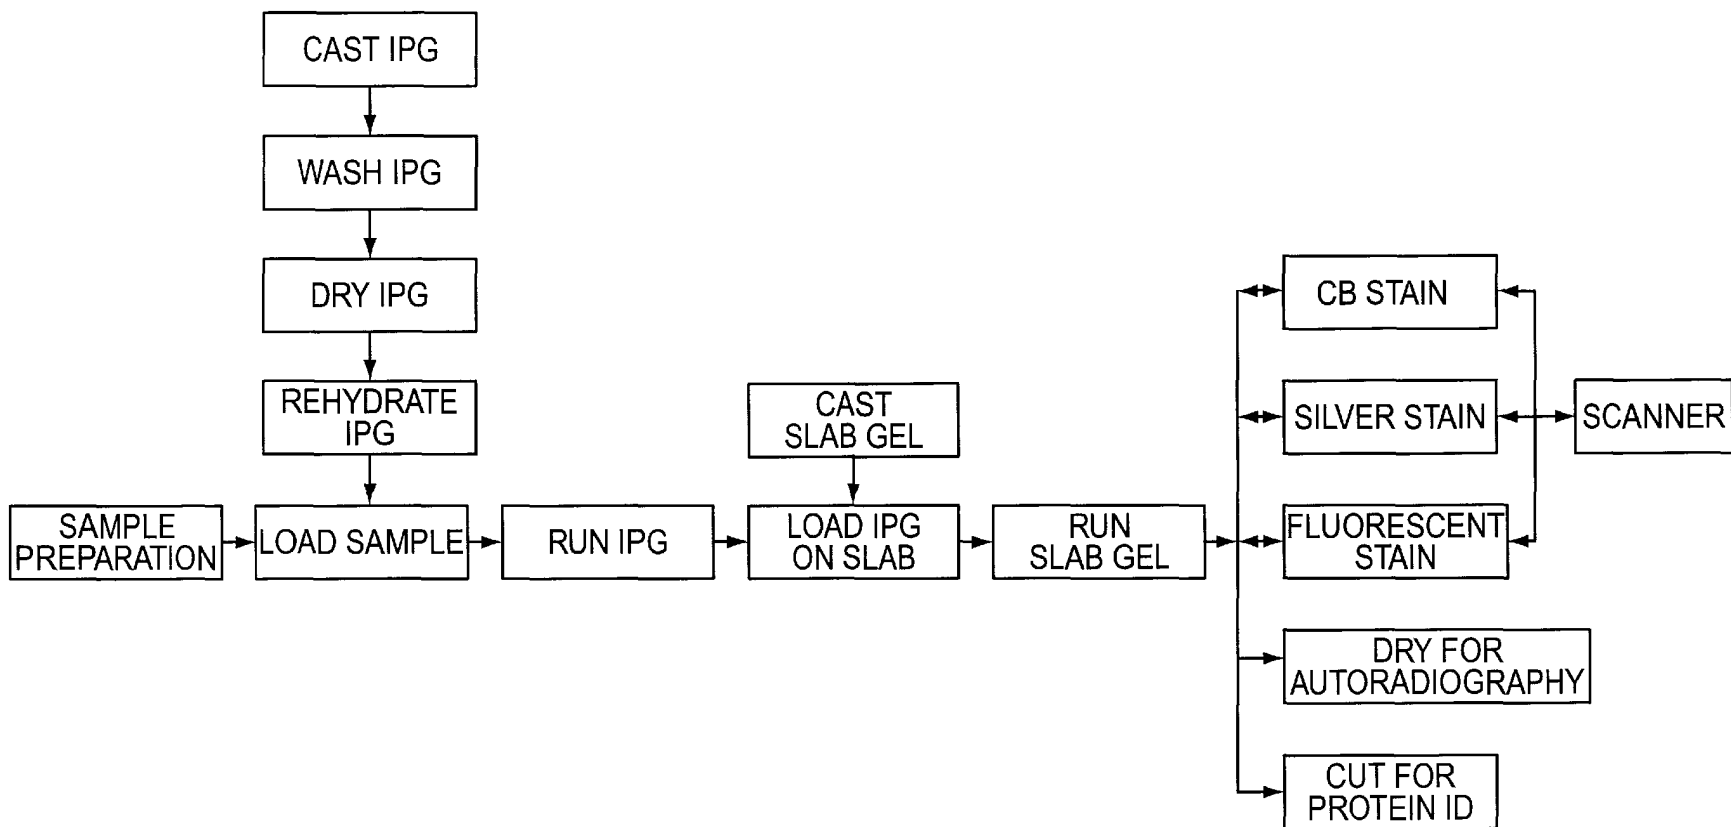 CAST IPG
WASH IPG
DRY IPG
REHYDRATE
IPG
CAST
SLAB GEL
SAMPLE
PREPARATION
LOAD SAMPLE
RUN IPG
LOAD IPG
ON SLAB
RUN
SLAB GEL
CB STAIN
SILVER STAIN
SCANNER
FLUORESCENT
STAIN
DRY FOR
AUTORADIOGRAPHY
CUT FOR
PROTEIN ID